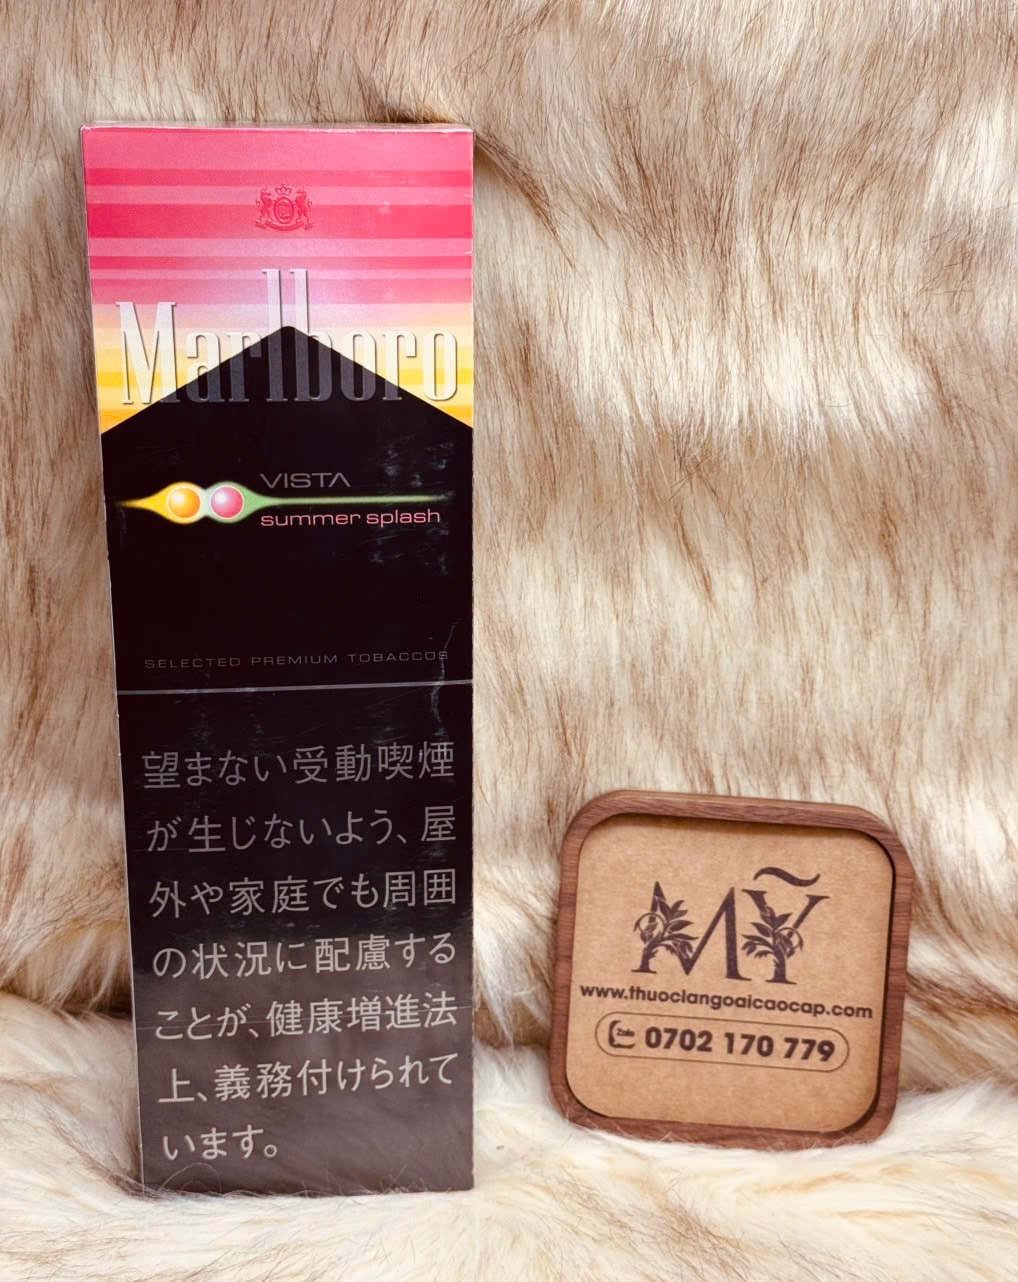 Marlboro
VISTA
summer splash
SELECTED PREMIUM TOBACCOS
望まない受動喫煙
が生じないよう、屋
外や家庭でも周囲
の状況に配慮する
ことが、健康増進法
上、義務付けられて
います。
MỸ
www.thuoclangoaicaocap.com
Zalo 0702 170 779